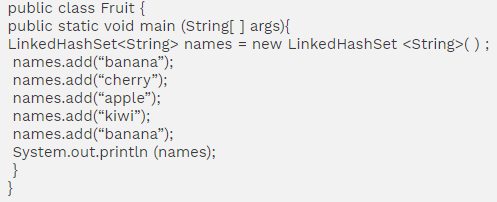 public class Fruit {
public static void main (String[ ] args){
LinkedHashSet<String> names = new LinkedHashSet <String>( ) ;
names.add(“banana”);
names.add(“cherry”);
names.add(“apple”);
names.add(“kiwi”);
names.add(“banana”);
System.out.println (names);
}
}